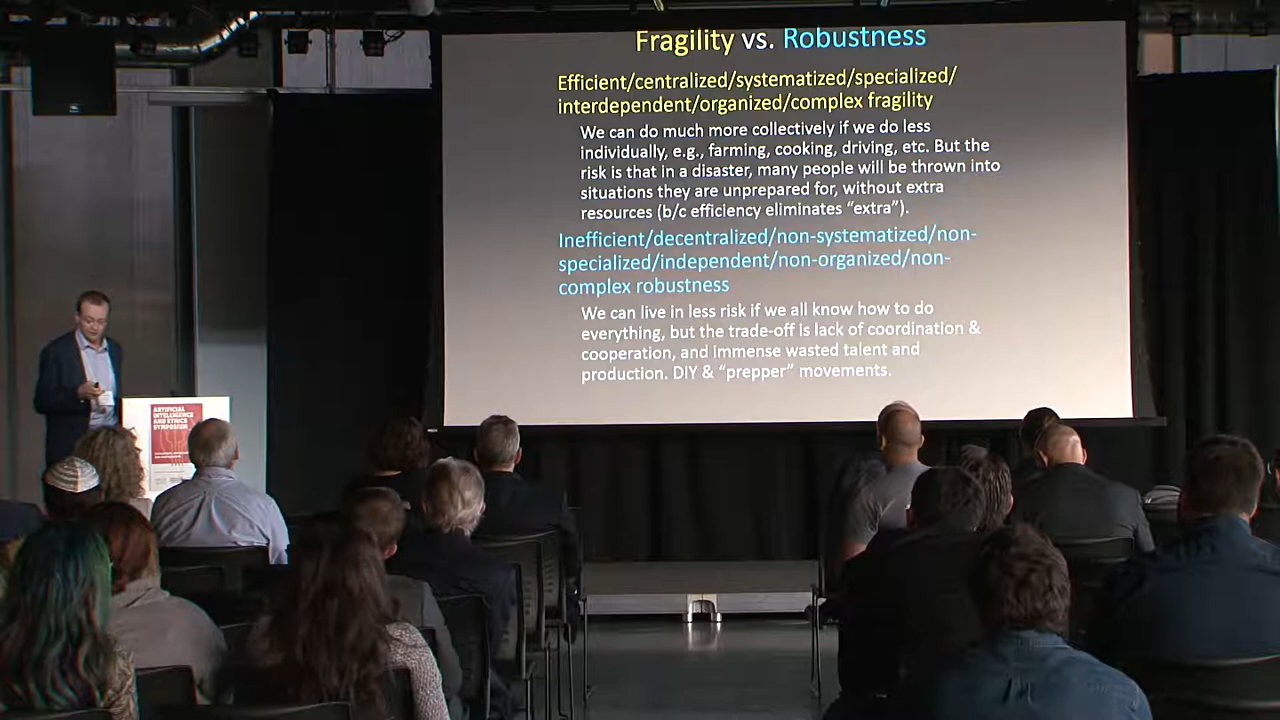 Fragility vs. Robustness
Efficient/centralized/systematized/specialized/
interdependent/organized/complex fragility
We can do much more collectively if we do less
individually, e.g., farming, cooking, driving, etc. But the
risk is that in a disaster, many people will be thrown into
situations they are unprepared for, without extra
resources (b/c efficiency eliminates “extra”).
Inefficient/decentralized/non-systematized/non-
specialized/independent/non-organized/non-
complex robustness
We can live in less risk if we all know how to do
everything, but the trade-off is lack of coordination &
cooperation, and immense wasted talent and
production. DIY & “prepper” movements.
ARTIFICIAL
INTELLIGENCE
AND ETHICS
SYMPOSIUM